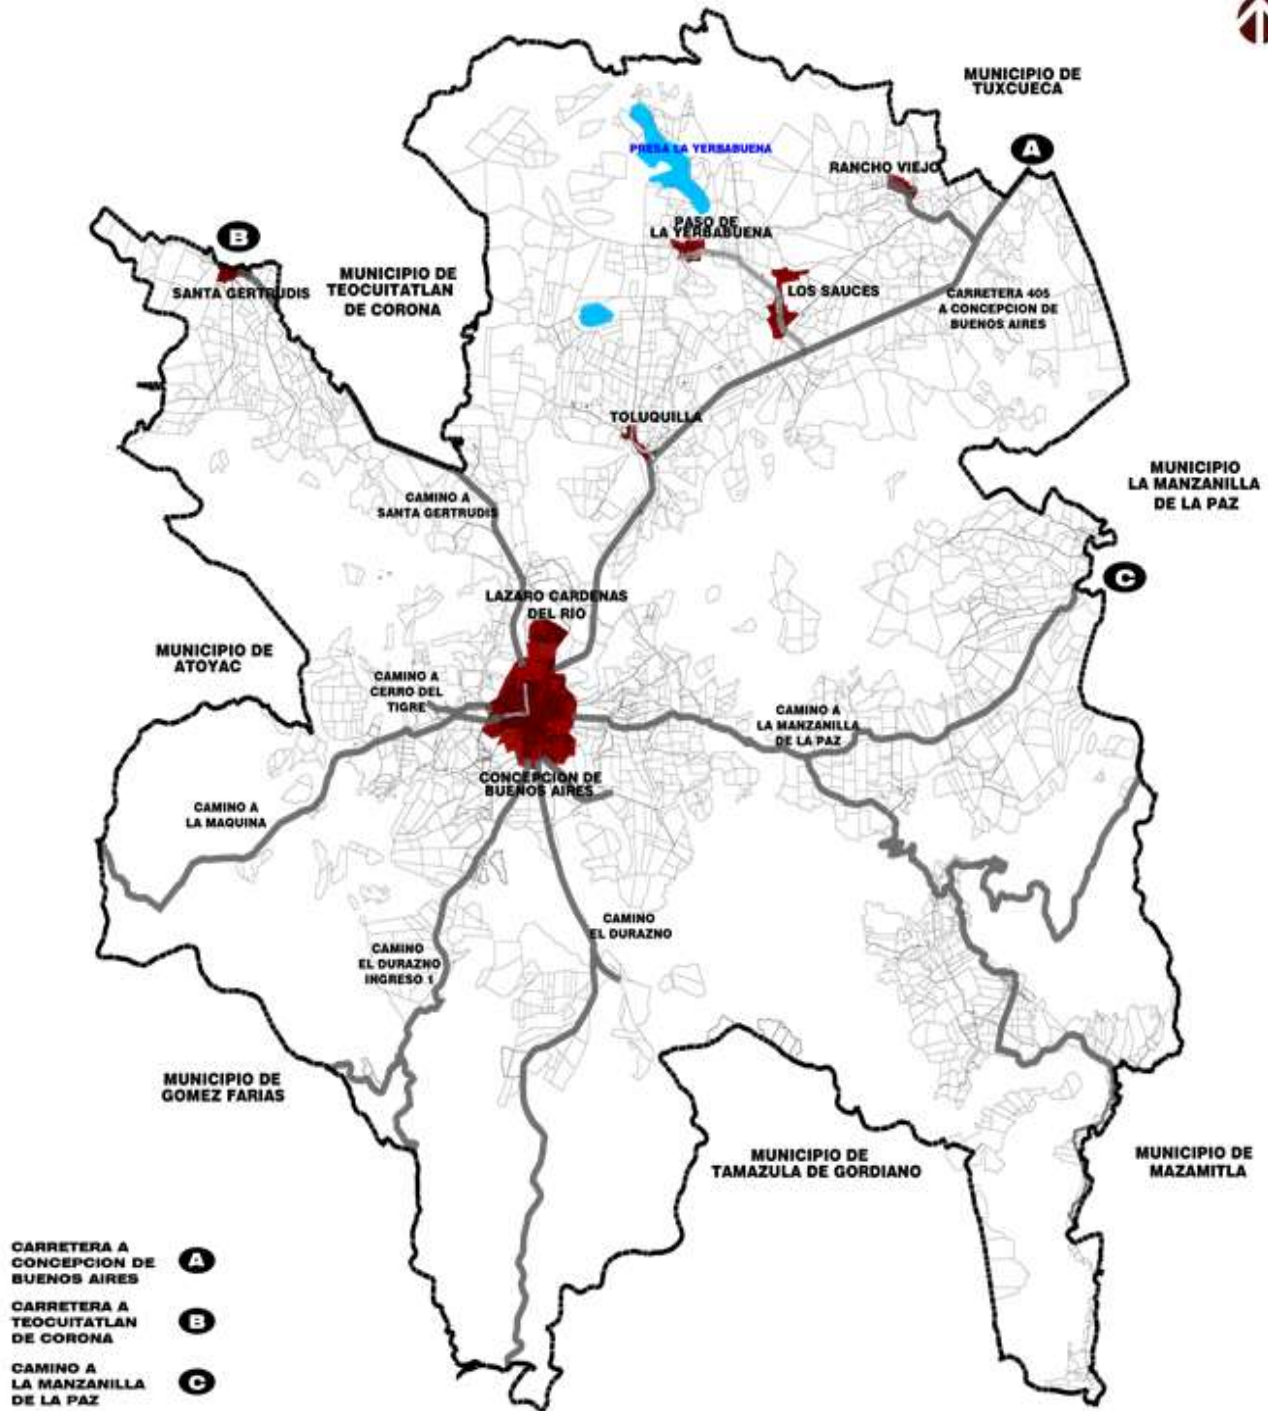 MUNICIPIO DE
TUXCUECA
A
PRESA LA YERBABUENA
RANCHO VIEJO
PASO DE
LA YERBABUENA
B
SANTA GERTRUDIS
MUNICIPIO DE
TEOCUITATLAN
DE CORONA
LOS SAUCES
CARRETERA 405
A CONCEPCION DE
BUENOS AIRES
TOLUQUILLA
MUNICIPIO
LA MANZANILLA
DE LA PAZ
CAMINO A
SANTA GERTRUDIS
C
LAZARO CARDENAS
DEL RIO
MUNICIPIO DE
ATOYAC
CAMINO A
CERRO DEL
TIGRE
CAMINO A
LA MANZANILLA
DE LA PAZ
CONCEPCION DE
BUENOS AIRES
CAMINO A
LA MAQUINA
CAMINO
EL DURAZNO
CAMINO
EL DURAZNO
INGRESO 1
MUNICIPIO DE
GOMEZ FARIAS
MUNICIPIO DE
TAMAZULA DE GORDIANO
MUNICIPIO DE
MAZAMITLA
CARRETERA A
CONCEPCION DE
BUENOS AIRES
A
CARRETERA A
TEOCUITATLAN
DE CORONA
B
CAMINO A
LA MANZANILLA
DE LA PAZ
C